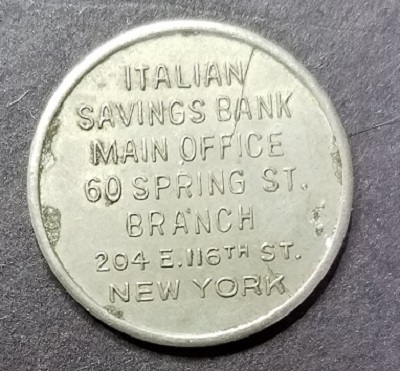 ITALIAN
SAVINGS BANK
MAIN OFFICE
60 SPRING ST.
BRANCH
204 E. 116TH ST.
NEW YORK